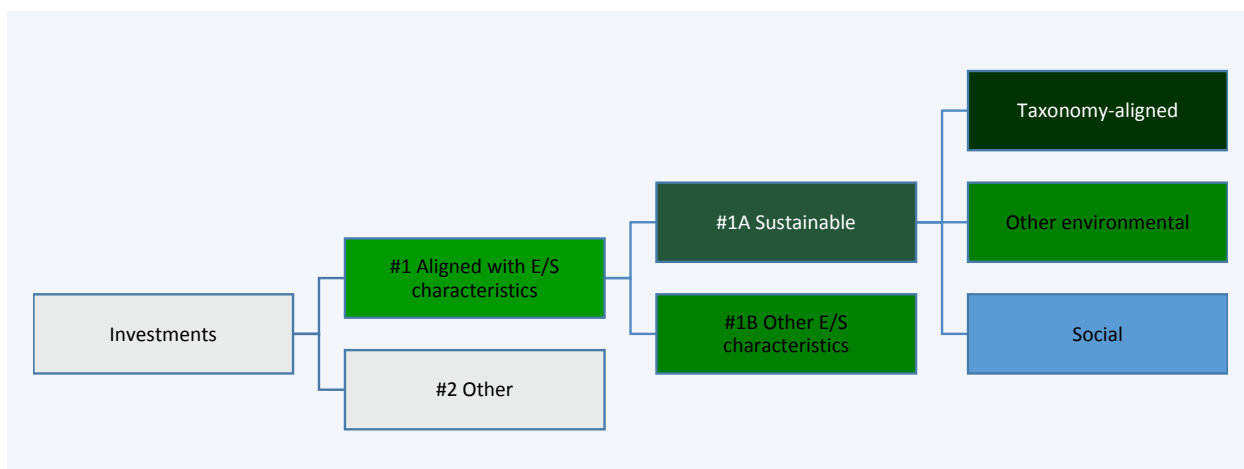 Investments
#1 Aligned with E/S
characteristics
#2 Other
#1A Sustainable
#1B Other E/S
characteristics
Taxonomy-aligned
Other environmental
Social